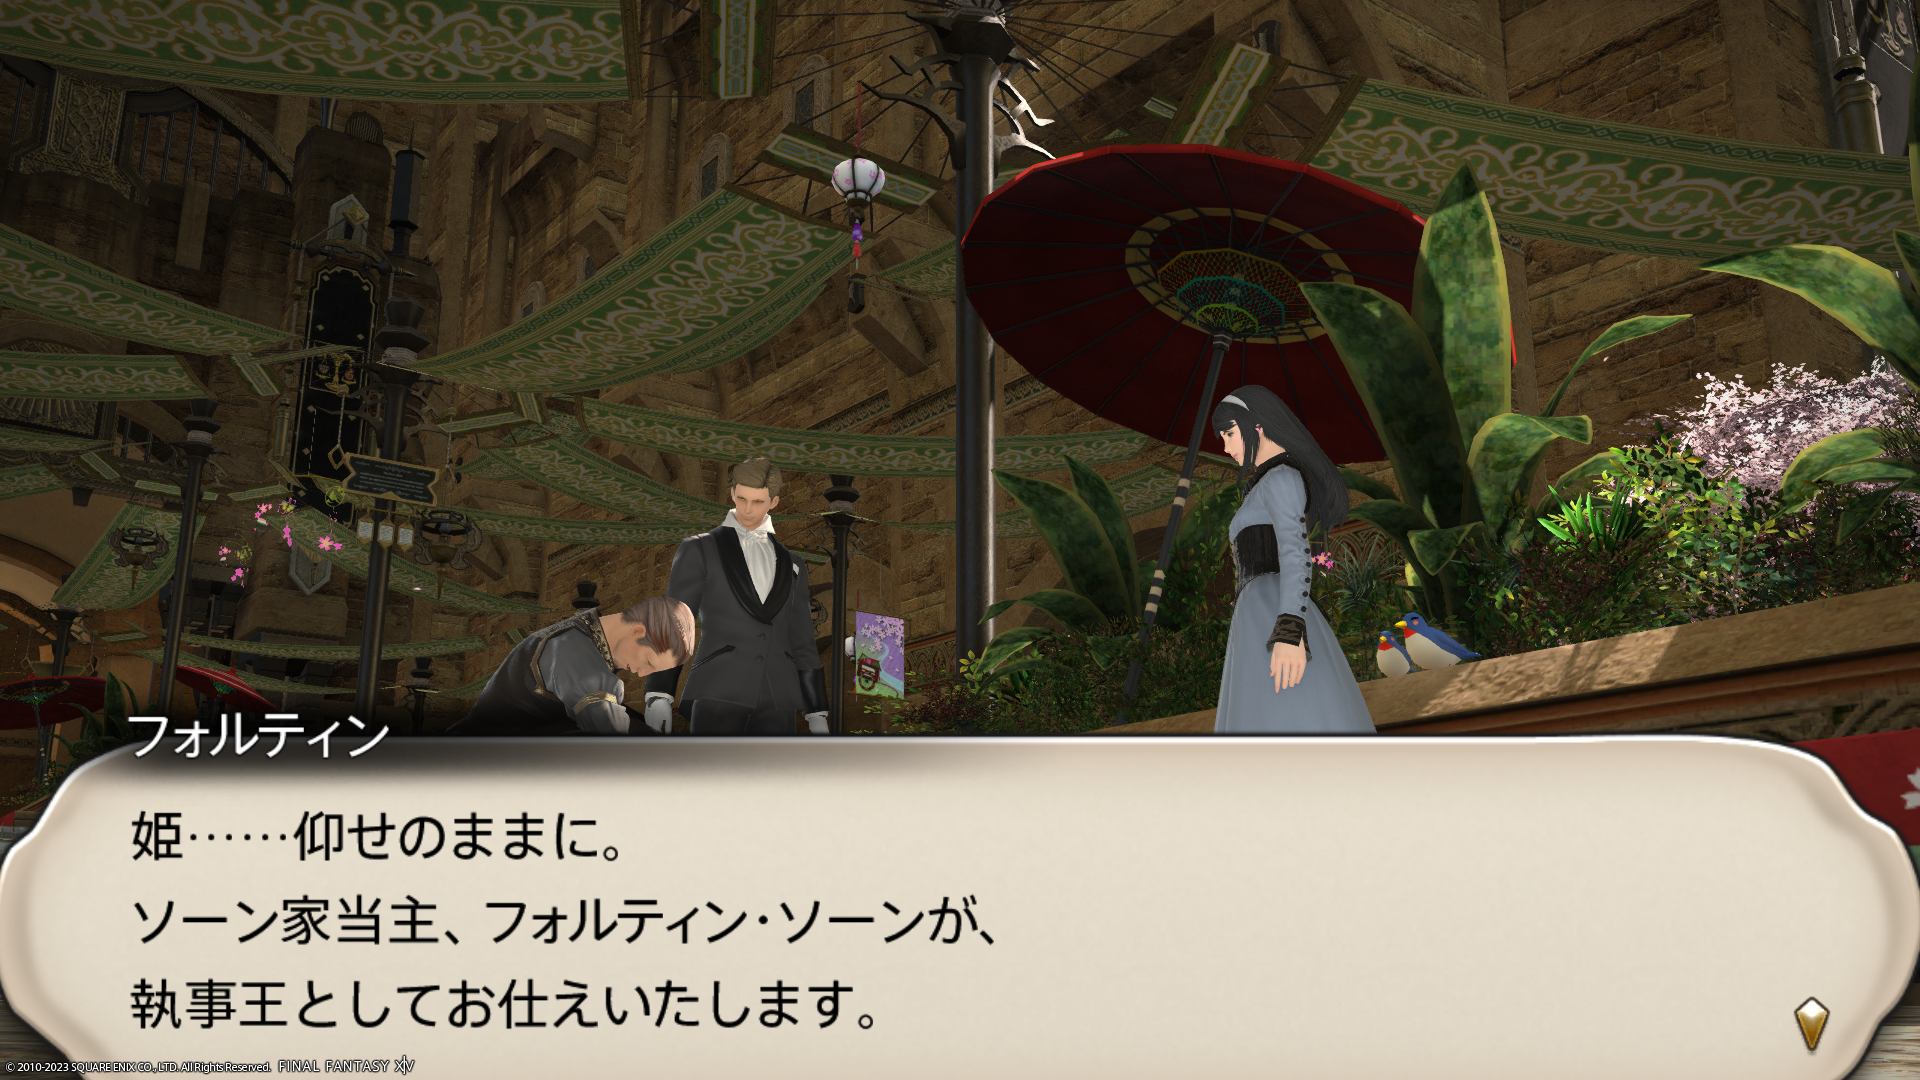 フォルティン
姫……仰せのままに。
ソーン家当主、フォルティン・ソーンが、
執事王としてお仕えいたします。
© 2010-2023 SQUARE ENIX CO., LTD. All Rights Reserved. FINAL FANTASY XIV